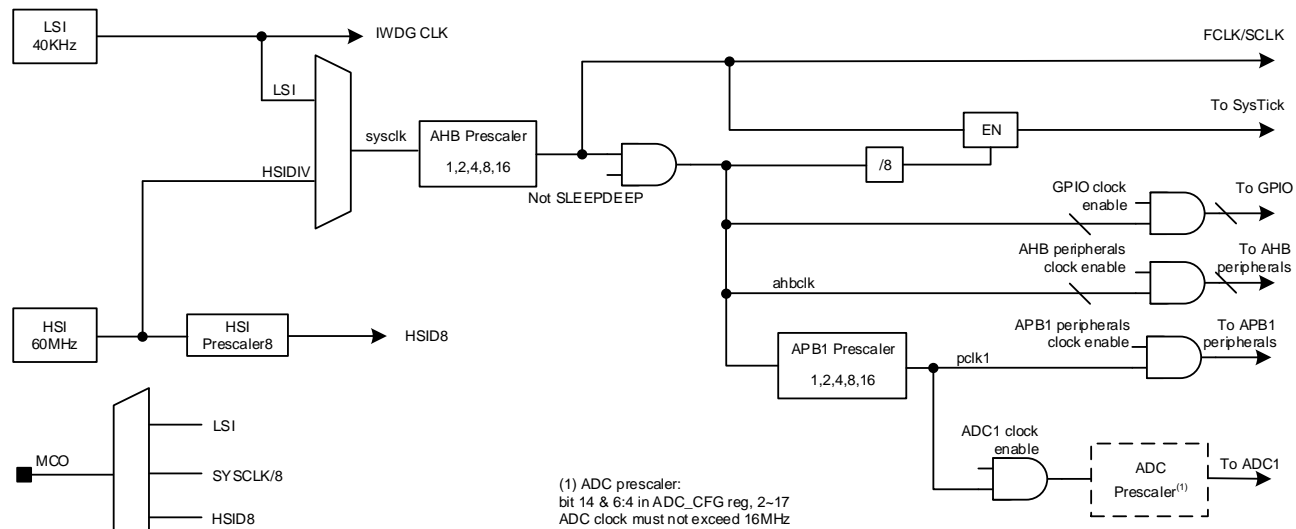 LSI
40KHz
IWDG CLK
LSI
HSIDIV
sysclk
AHB Prescaler
1,2,4,8,16
Not SLEEPDEEP
FCLK/SCLK
To SysTick
EN
/8
GPIO clock
enable
To GPIO
AHB peripherals
clock enable
To AHB
peripherals
ahbclk
HSI
60MHz
HSI
Prescaler8
HSID8
APB1 Prescaler
1,2,4,8,16
pclk1
APB1 peripherals
clock enable
To APB1
peripherals
MCO
LSI
SYSCLK/8
HSID8
ADC1 clock
enable
ADC
Prescaler(1)
To ADC1
(1) ADC prescaler:
bit 14 & 6:4 in ADC_CFG reg, 2~17
ADC clock must not exceed 16MHz